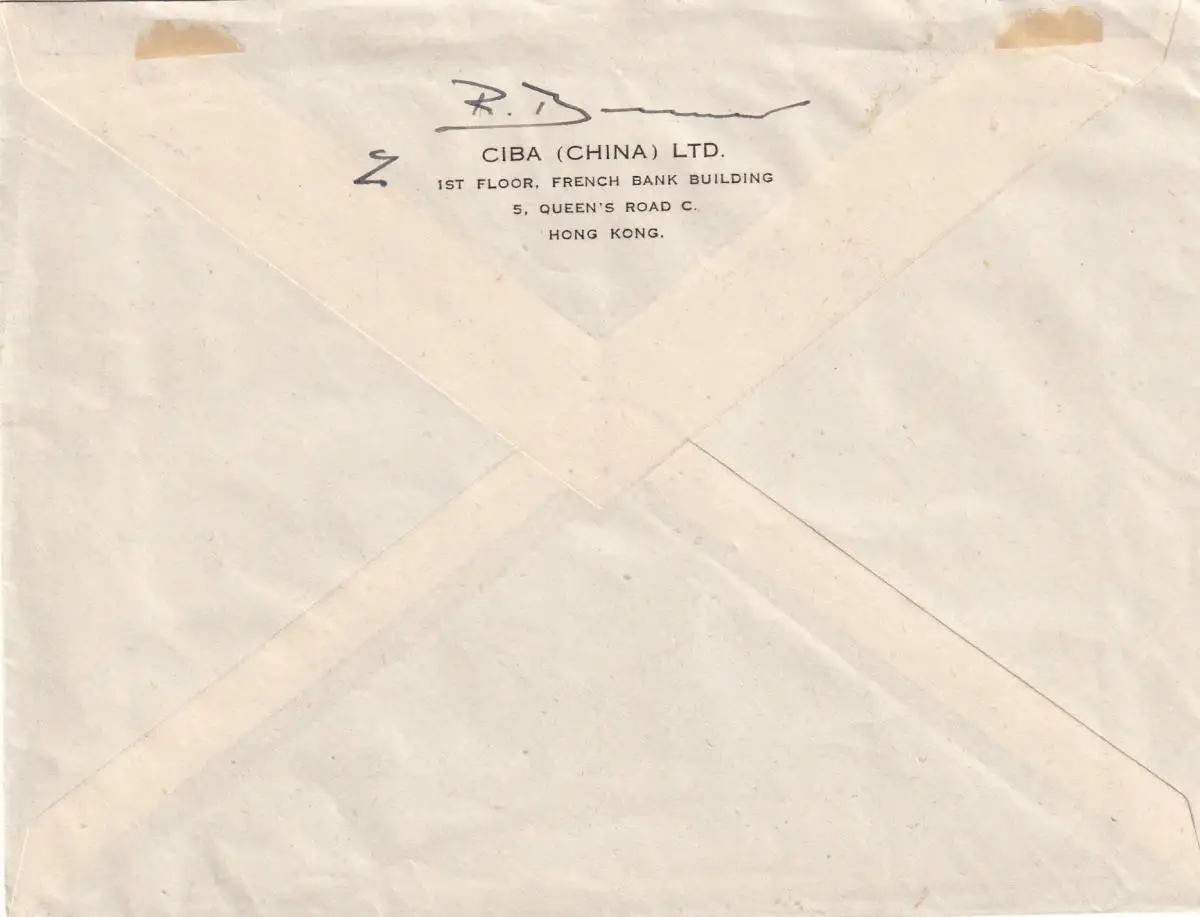 R. B
CIBA (CHINA) LTD.
1ST FLOOR, FRENCH BANK BUILDING
5, QUEEN'S ROAD C.
HONG KONG.